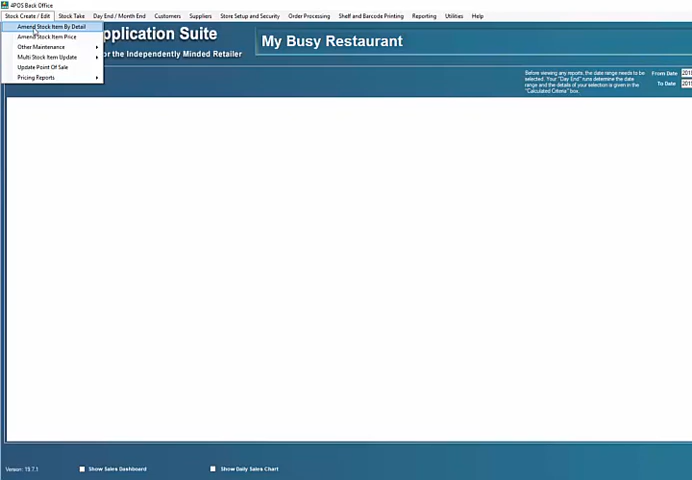 4POS Back Office
Stock Create / Edit Stock Take Day End / Month End Customers Suppliers Store Setup and Security Order Processing Shelf and Barcode Printing Reporting Utilities Help
Amend Stock Item By Detail
Amend Stock Item Price
Other Maintenance
Multi Stock Item Update
Update Point Of Sale
Pricing Reports
pplication Suite
or the Independently Minded Retailer
My Busy Restaurant
Before viewing any reports, the date range needs to be
selected. Your "Day End" runs determine the date
range and the details of your selection is given in the
"Calculated Criteria" box.
From Date 201
To Date 201
Version: 19.7.1
Show Sales Dashboard
Show Daily Sales Chart